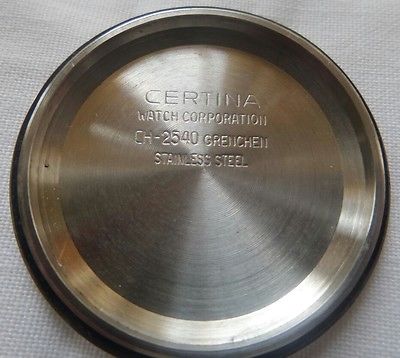 CERTINA
WATCH CORPORATION
CH-2540 GRENCHEN
STAINLESS STEEL